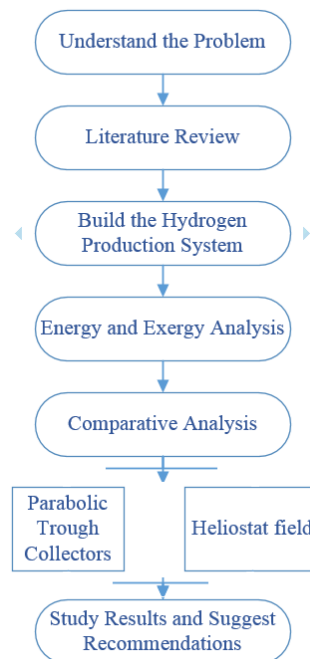 Understand the Problem
Literature Review
Build the Hydrogen
Production System
Energy and Exergy Analysis
Comparative Analysis
Parabolic
Trough
Collectors
Heliostat field
Study Results and Suggest
Recommendations